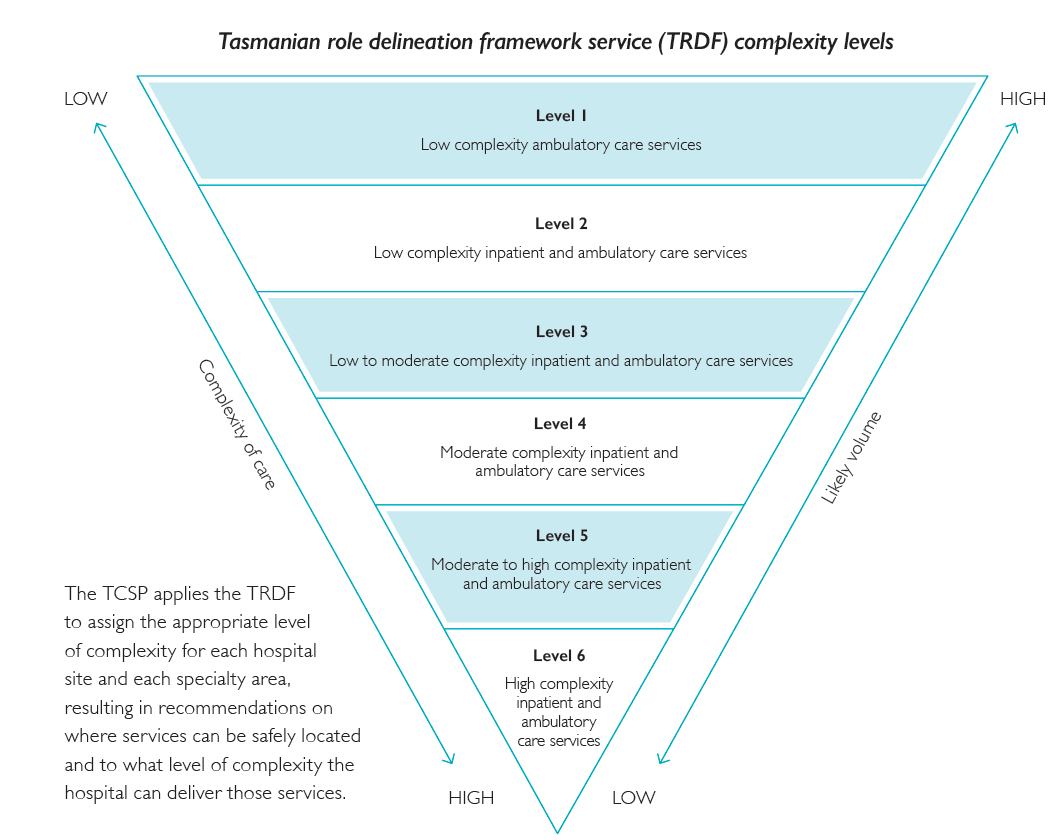 Tasmanian role delineation framework service (TRDF) complexity levels
LOW
HIGH
Level 1
Low complexity ambulatory care services
Level 2
Low complexity inpatient and ambulatory care services
Level 3
Low to moderate complexity inpatient and ambulatory care services
Complexity of care
Likely volume
Level 4
Moderate complexity inpatient and
ambulatory care services
Level 5
Moderate to high complexity inpatient
and ambulatory care services
Level 6
High complexity
inpatient and
ambulatory
care services
HIGH
LOW
The TCSP applies the TRDF
to assign the appropriate level
of complexity for each hospital
site and each specialty area,
resulting in recommendations on
where services can be safely located
and to what level of complexity the
hospital can deliver those services.